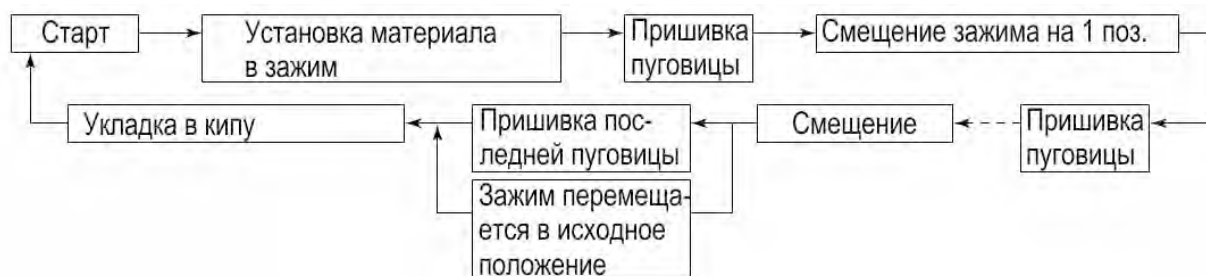 Старт
Установка материала
в зажим
Пришивка
пуговицы
Смещение зажима на 1 поз.
Укладка в кипу
Пришивка пос-
ледней пуговицы
Смещение
Пришивка
пуговицы
Зажим перемеща-
ется в исходное
положение